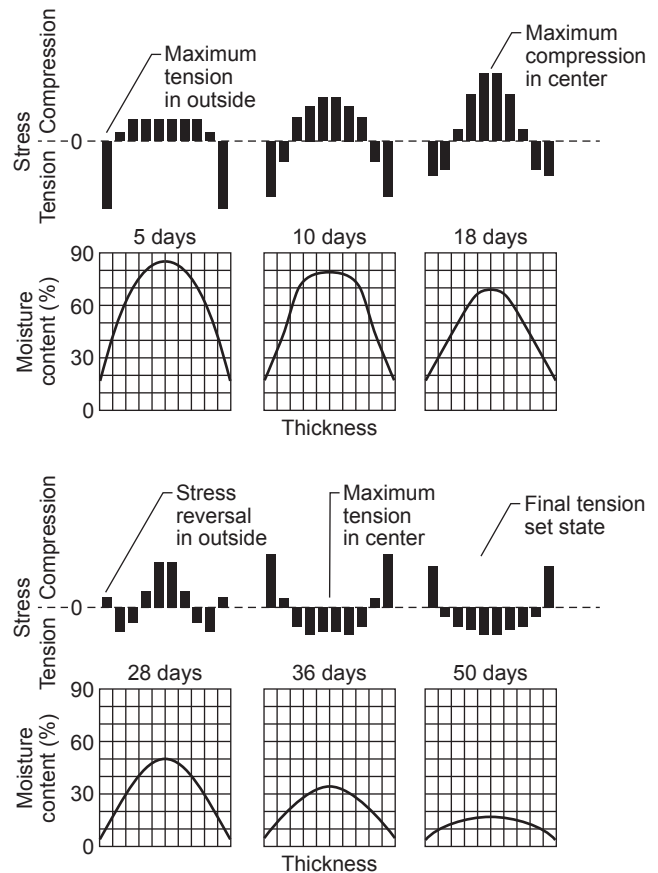 Maximum
tension
in outside
Maximum
compression
in center
Stress
Tension Compression
0
5 days
10 days
18 days
Moisture
content (%)
90
60
30
0
Thickness
Stress
reversal
in outside
Maximum
tension
in center
Final tension
set state
Stress
Tension Compression
0
28 days
36 days
50 days
Moisture
content (%)
90
60
30
0
Thickness